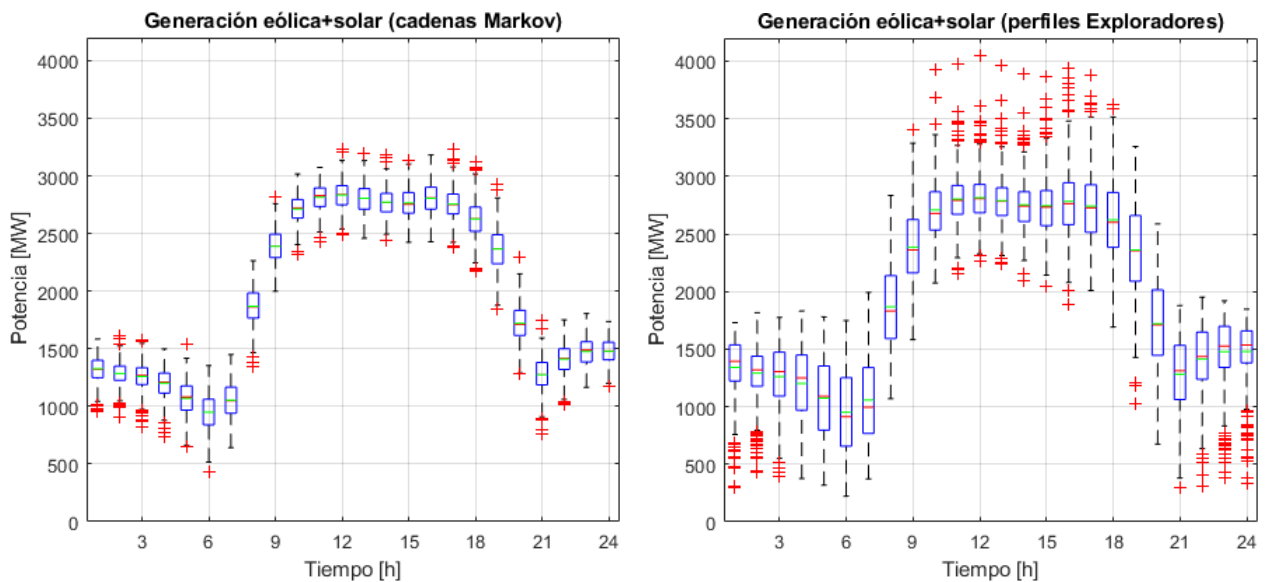 Generación eólica+solar (cadenas Markov)
4000
3500
3000
2500
2000
1500
1000
500
0
Potencia [MW]
3 6 9 12 15 18 21 24
Tiempo [h]
Generación eólica+solar (perfiles Exploradores)
4000
3500
3000
2500
2000
1500
1000
500
0
Potencia [MW]
3 6 9 12 15 18 21 24
Tiempo [h]